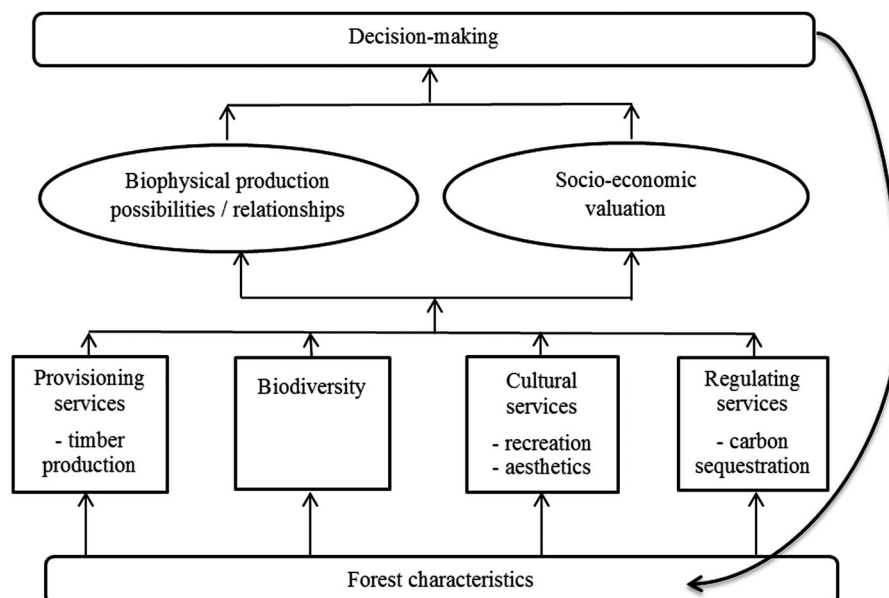 Decision-making
Biophysical production
possibilities / relationships
Socio-economic
valuation
Provisioning
services
- timber
production
Biodiversity
Cultural
services
- recreation
- aesthetics
Regulating
services
- carbon
sequestration
Forest characteristics